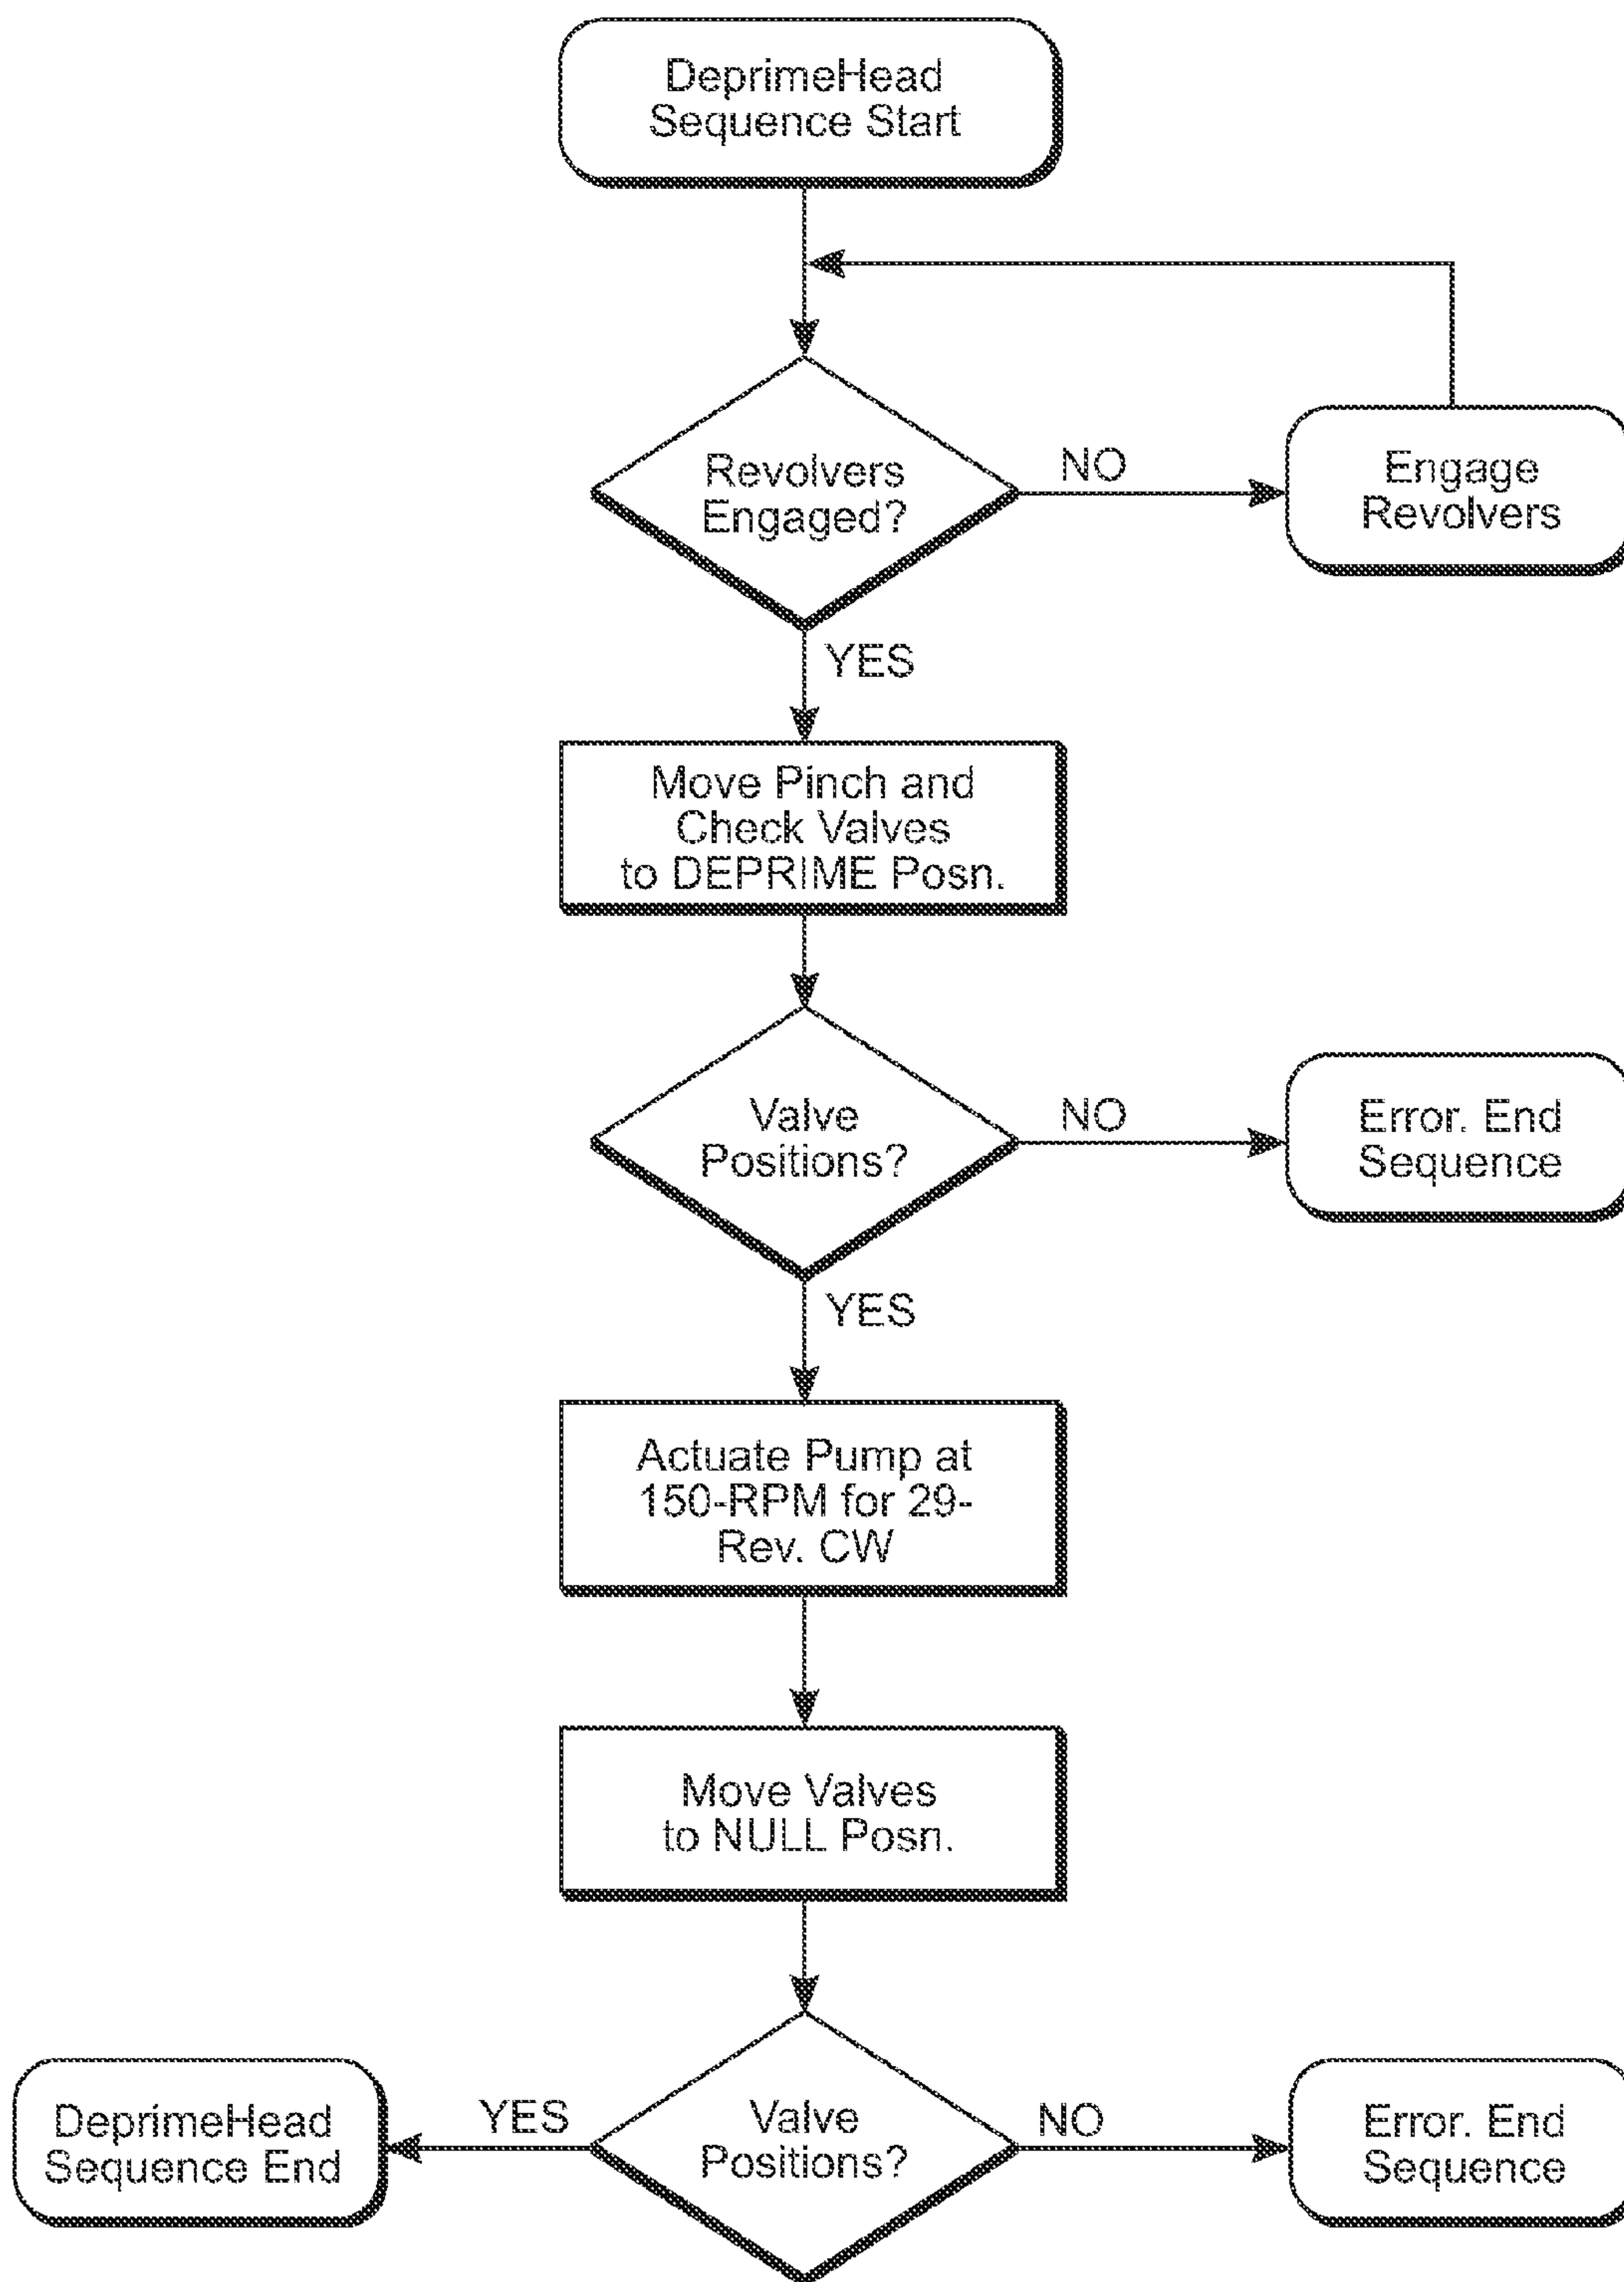 DeprimeHead
Sequence Start
Revolvers
Engaged?
NO
Engage
Revolvers
YES
Move Pinch and
Check Valves
to DEPRIME Posn.
Valve
Positions?
NO
Error. End
Sequence
YES
Actuate Pump at
150-RPM for 29-
Rev. CW
Move Valves
to NULL Posn.
DeprimeHead
Sequence End
YES
Valve
Positions?
NO
Error. End
Sequence